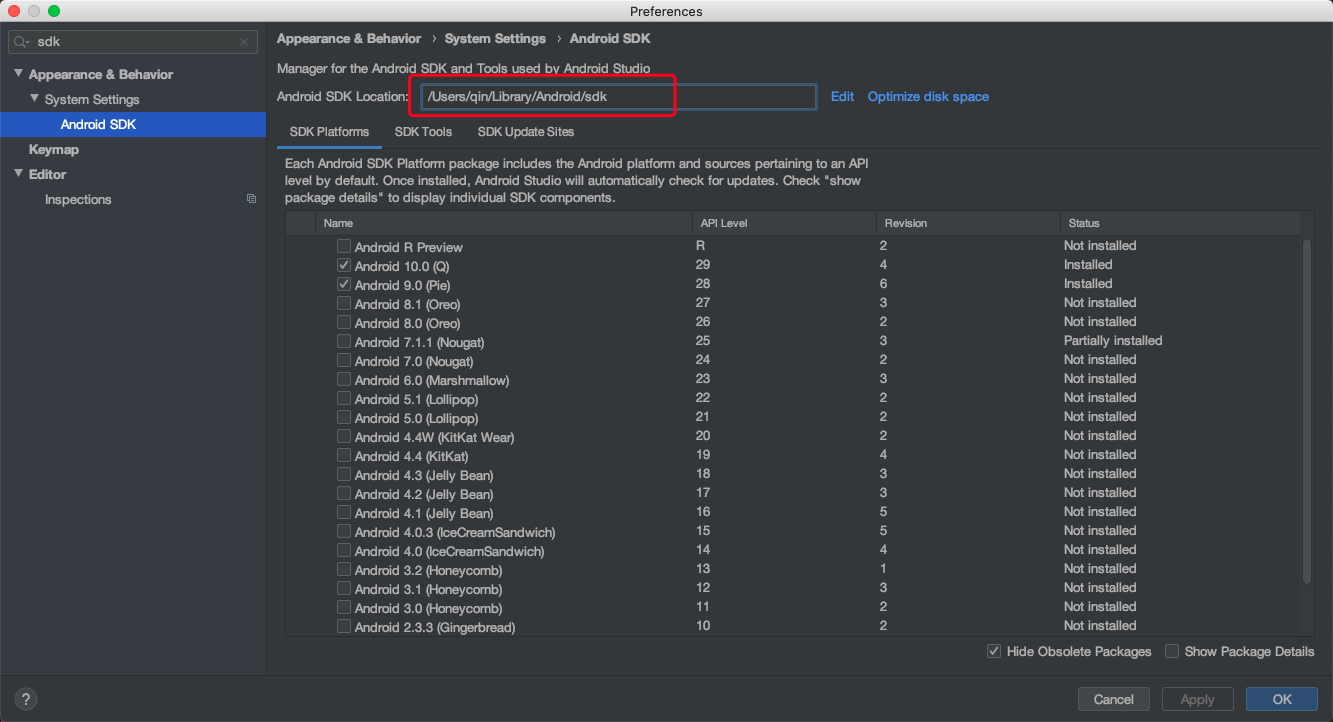 Preferences
sdk
Appearance & Behavior
System Settings
Android SDK
Keymap
Editor
Inspections
Appearance & Behavior › System Settings › Android SDK
Manager for the Android SDK and Tools used by Android Studio
Android SDK Location: /Users/qin/Library/Android/sdk Edit Optimize disk space
SDK Platforms SDK Tools SDK Update Sites
Each Android SDK Platform package includes the Android platform and sources pertaining to an API
level by default. Once installed, Android Studio will automatically check for updates. Check "show
package details" to display individual SDK components.
Name API Level Revision Status
Android R Preview R 2 Not installed
Android 10.0 (Q) 29 4 Installed
Android 9.0 (Pie) 28 6 Installed
Android 8.1 (Oreo) 27 3 Not installed
Android 8.0 (Oreo) 26 2 Not installed
Android 7.1.1 (Nougat) 25 3 Partially installed
Android 7.0 (Nougat) 24 2 Not installed
Android 6.0 (Marshmallow) 23 3 Not installed
Android 5.1 (Lollipop) 22 2 Not installed
Android 5.0 (Lollipop) 21 2 Not installed
Android 4.4W (KitKat Wear) 20 2 Not installed
Android 4.4 (KitKat) 19 4 Not installed
Android 4.3 (Jelly Bean) 18 3 Not installed
Android 4.2 (Jelly Bean) 17 3 Not installed
Android 4.1 (Jelly Bean) 16 5 Not installed
Android 4.0.3 (IceCreamSandwich) 15 5 Not installed
Android 4.0 (IceCreamSandwich) 14 4 Not installed
Android 3.2 (Honeycomb) 13 1 Not installed
Android 3.1 (Honeycomb) 12 3 Not installed
Android 3.0 (Honeycomb) 11 2 Not installed
Android 2.3.3 (Gingerbread) 10 2 Not installed
Hide Obsolete Packages Show Package Details
? Cancel Apply OK